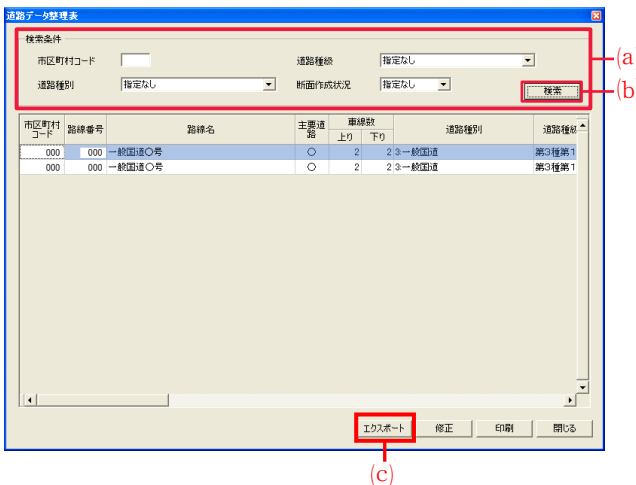 道路データ整理表
検索条件
市区町村コード
道路種級 指定なし
(a
道路種別 指定なし
断面作成状況 指定なし
検索
(b
市区町村コード 路線番号 路線名 主要道路 車線数 上り 下り 道路種別 道路種級
000 000 一般国道〇号 〇 2 2 3:一般国道 第3種第1
000 000 一般国道〇号 〇 2 2 3:一般国道 第3種第1
エクスポート 修正 印刷 閉じる
(c)